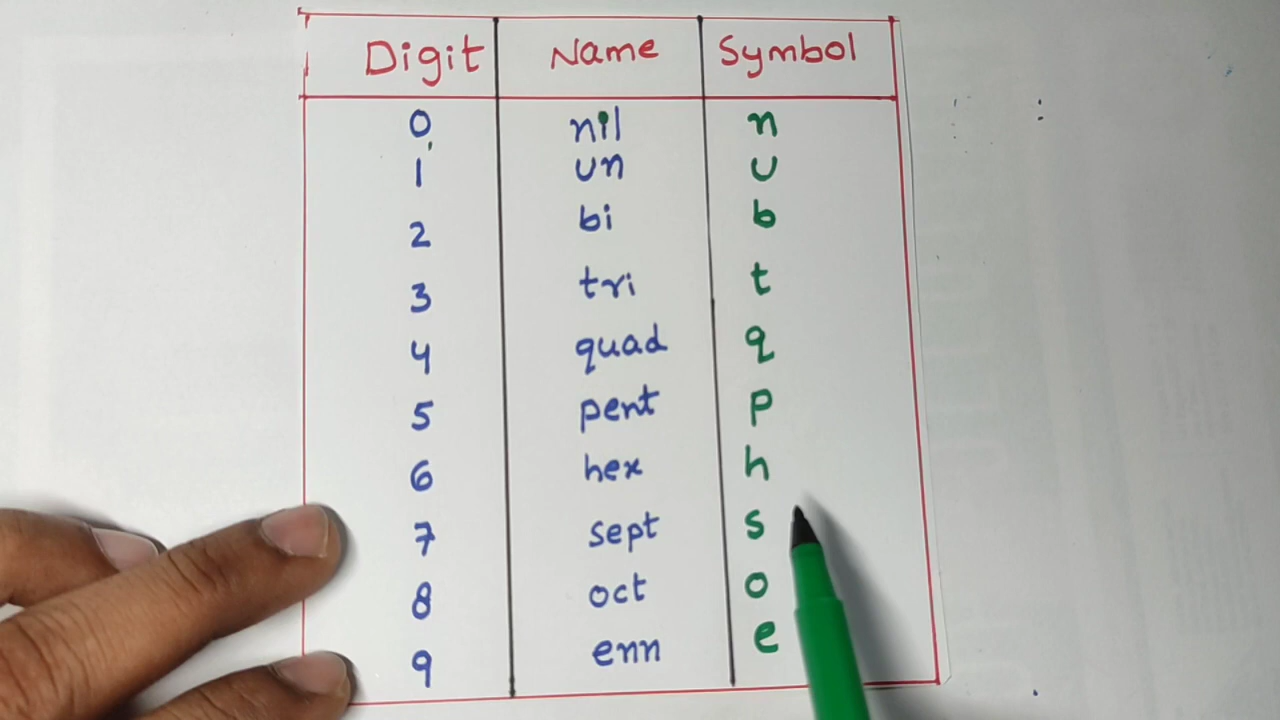 Digit Name Symbol
0 nil n
1 un u
2 bi b
3 tri t
4 quad q
5 pent p
6 hex h
7 sept s
8 oct o
9 enn e